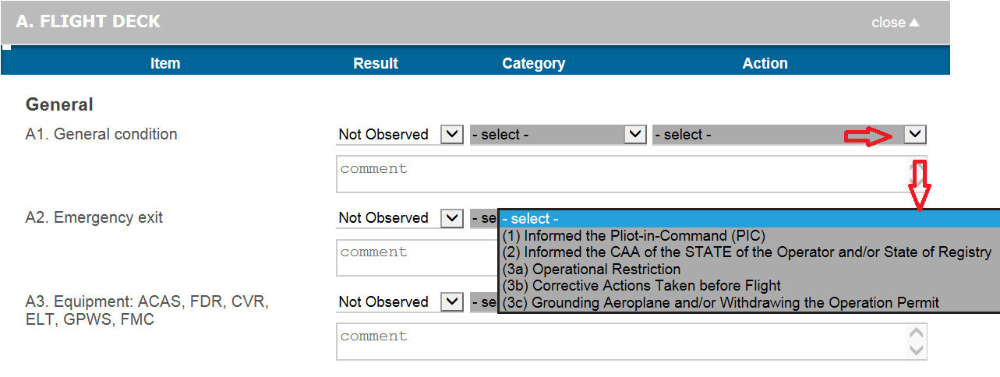 A. FLIGHT DECK
close
Item Result Category Action
General
A1. General condition Not Observed - select - - select -
comment
A2. Emergency exit Not Observed - se
- select -
(1) Informed the Pliot-in-Command (PIC)
comment
(2) Informed the CAA of the STATE of the Operator and/or State of Registry
(3a) Operational Restriction
(3b) Corrective Actions Taken before Flight
A3. Equipment: ACAS, FDR, CVR, Not Observed - sel
(3c) Grounding Aeroplane and/or Withdrawing the Operation Permit
ELT, GPWS, FMC
comment